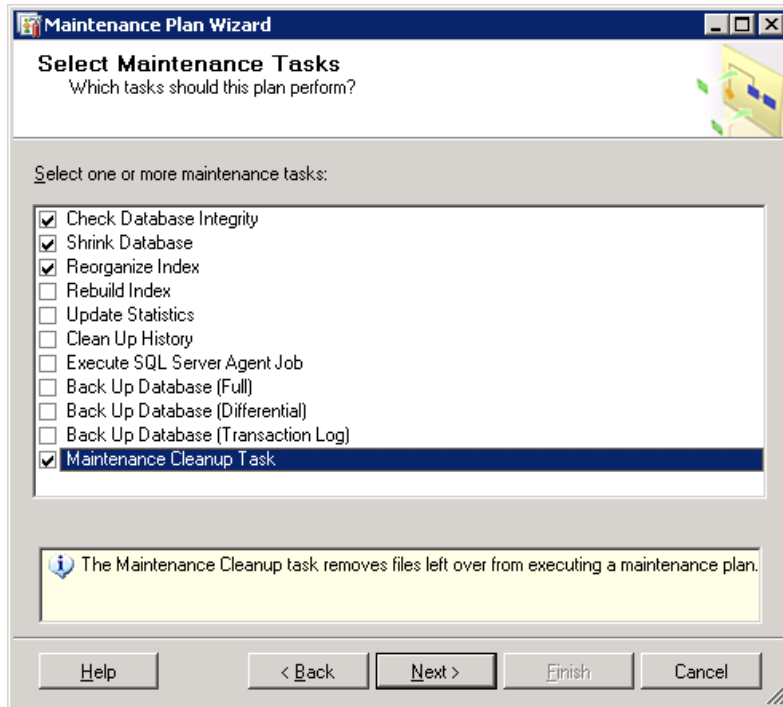 Maintenance Plan Wizard
Select Maintenance Tasks
Which tasks should this plan perform?
Select one or more maintenance tasks:
Check Database Integrity
Shrink Database
Reorganize Index
Rebuild Index
Update Statistics
Clean Up History
Execute SQL Server Agent Job
Back Up Database (Full)
Back Up Database (Differential)
Back Up Database (Transaction Log)
Maintenance Cleanup Task
The Maintenance Cleanup task removes files left over from executing a maintenance plan.
Help < Back Next > Finish Cancel